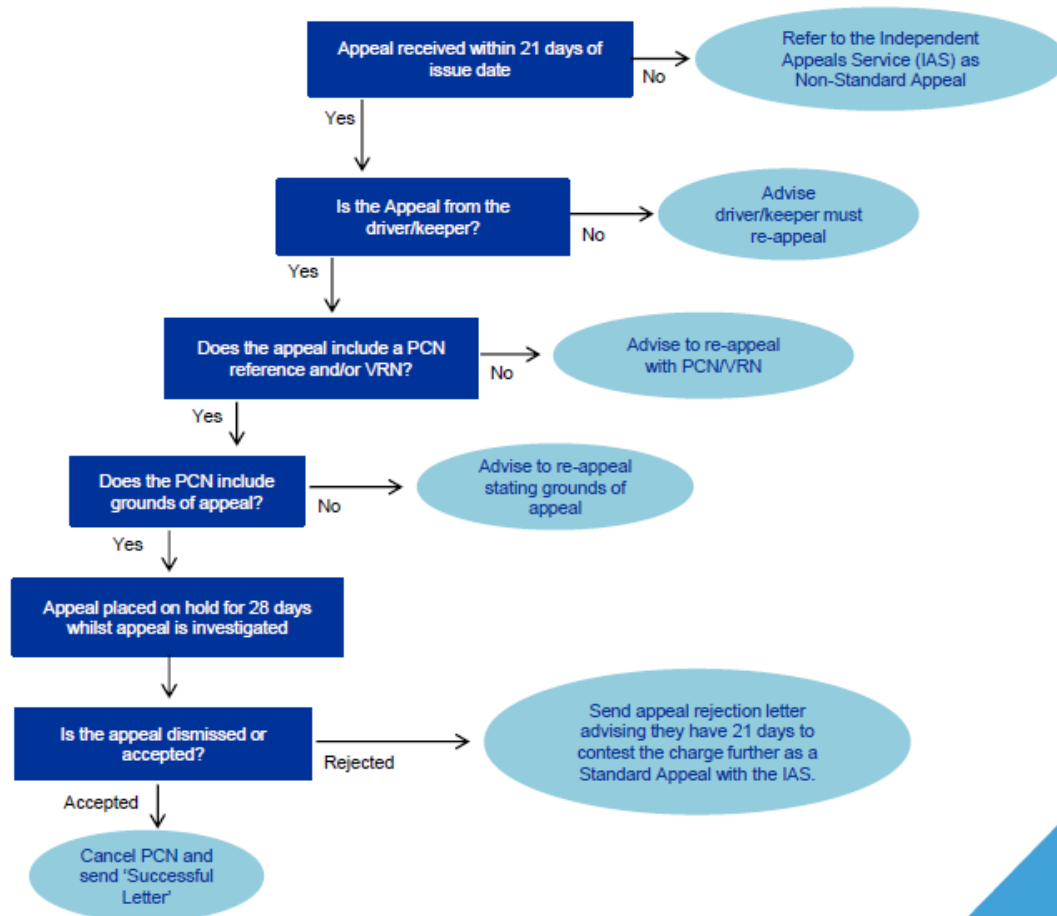 Appeal received within 21 days of
issue date
No
Refer to the Independent
Appeals Service (IAS) as
Non-Standard Appeal
Yes
Is the Appeal from the
driver/keeper?
No
Advise
driver/keeper must
re-appeal
Yes
Does the appeal include a PCN
reference and/or VRN?
No
Advise to re-appeal
with PCN/VRN
Yes
Does the PCN include
grounds of appeal?
No
Advise to re-appeal
stating grounds of
appeal
Yes
Appeal placed on hold for 28 days
whilst appeal is investigated
Is the appeal dismissed or
accepted?
Rejected
Send appeal rejection letter
advising they have 21 days to
contest the charge further as a
Standard Appeal with the IAS.
Accepted
Cancel PCN and
send ‘Successful
Letter’